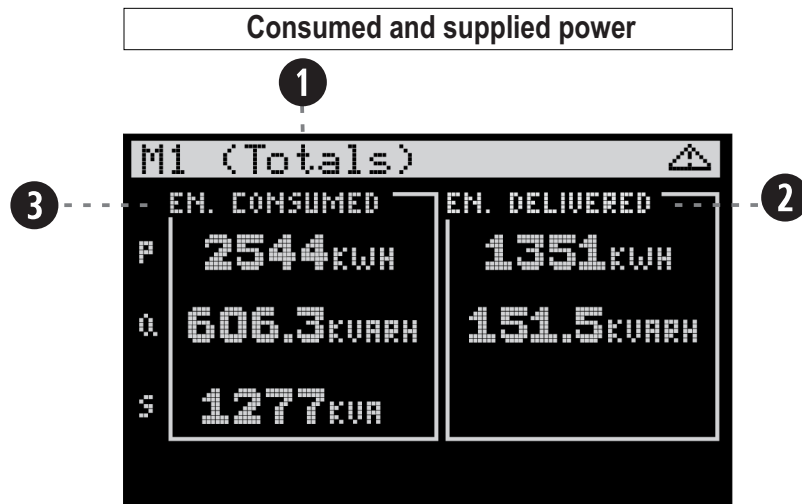 Consumed and supplied power
1
M1 (Totals)
3
EN. CONSUMED
EN. DELIVERED
2
P 2544KWH 1351KWH
Q 606.3KVARH 151.5KVARH
S 1277KVA